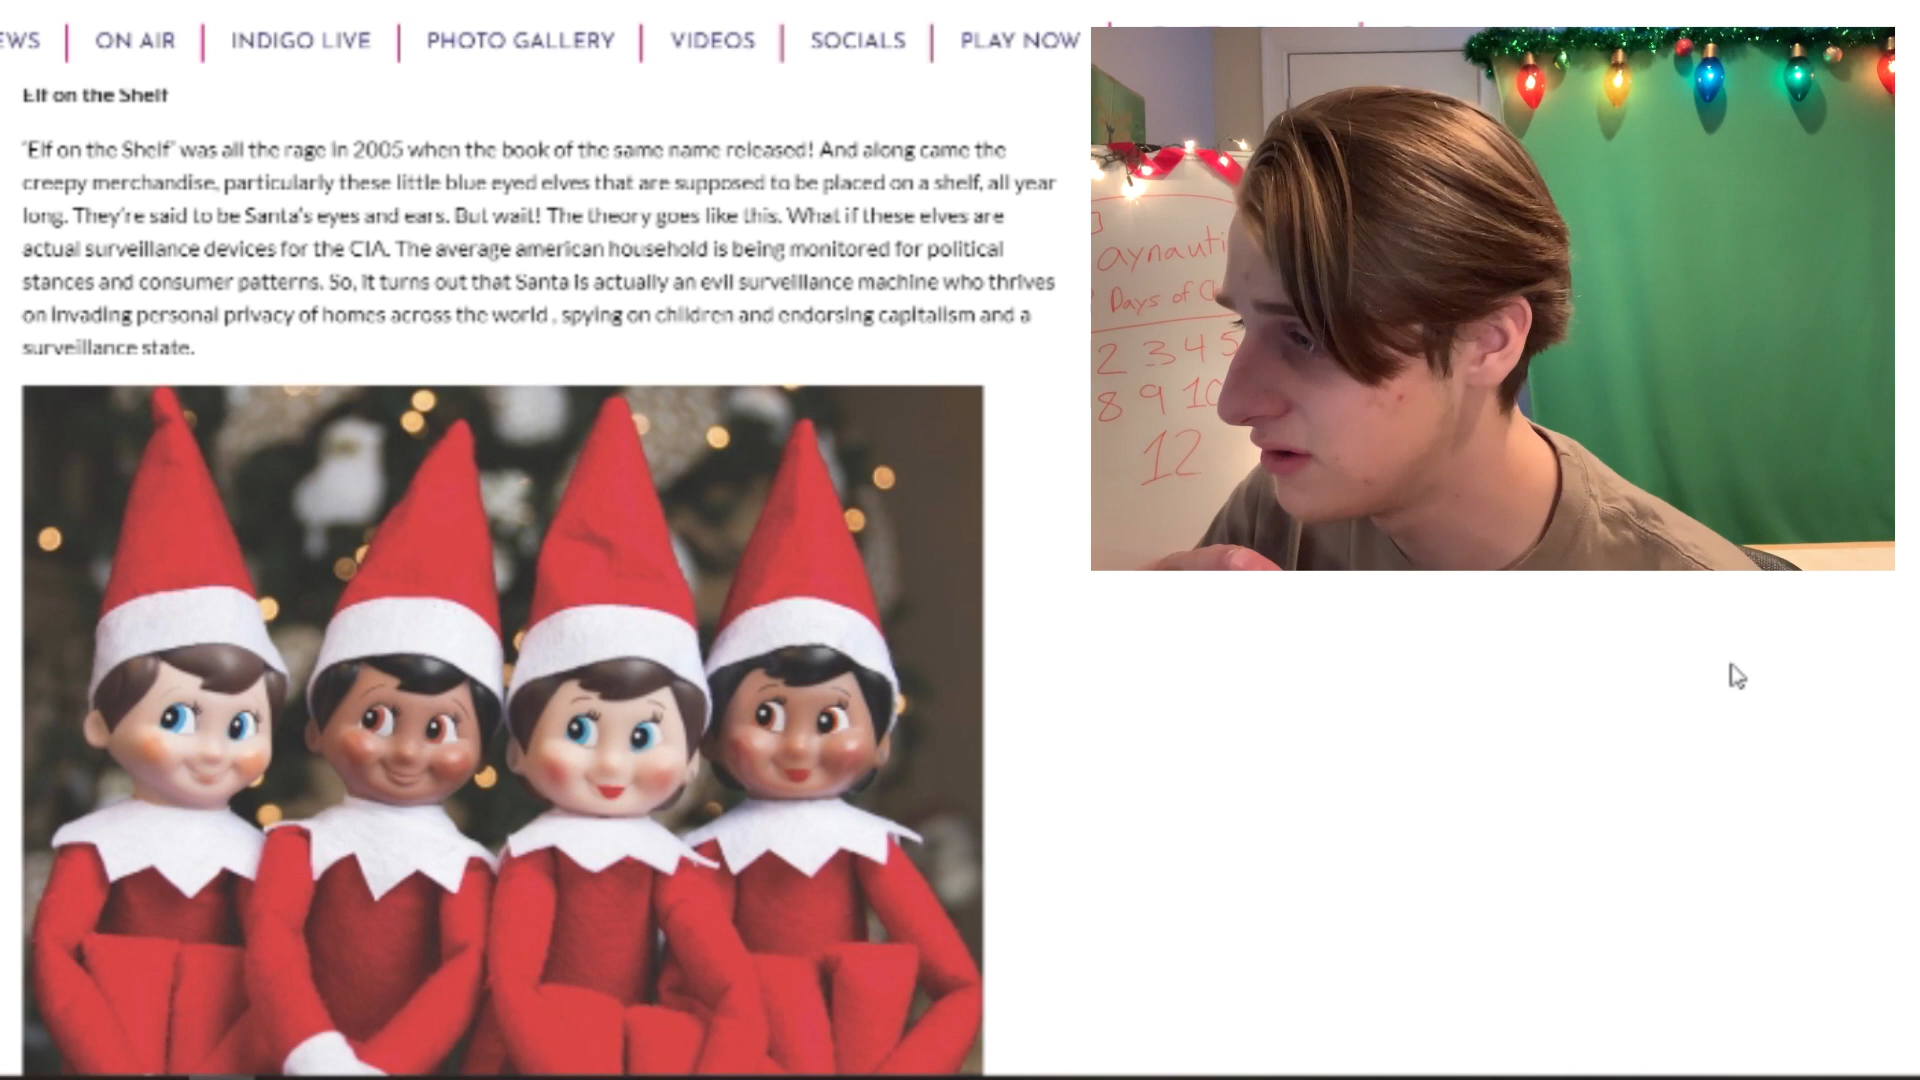 EWS | ON AIR | INDIGO LIVE | PHOTO GALLERY | VIDEOS | SOCIALS | PLAY NOW
Elf on the Shelf
"Elf on the Shelf" was all the rage in 2005 when the book of the same name released! And along came the
creepy merchandise, particularly these little blue eyed elves that are supposed to be placed on a shelf, all year
long. They're said to be Santa's eyes and ears. But wait! The theory goes like this. What if these elves are
actual surveillance devices for the CIA. The average american household is being monitored for political
stances and consumer patterns. So, it turns out that Santa is actually an evil surveillance machine who thrives
on invading personal privacy of homes across the world , spying on children and endorsing capitalism and a
surveillance state.
aynauti
Days of C
2 3 4 5
8 9 10
12